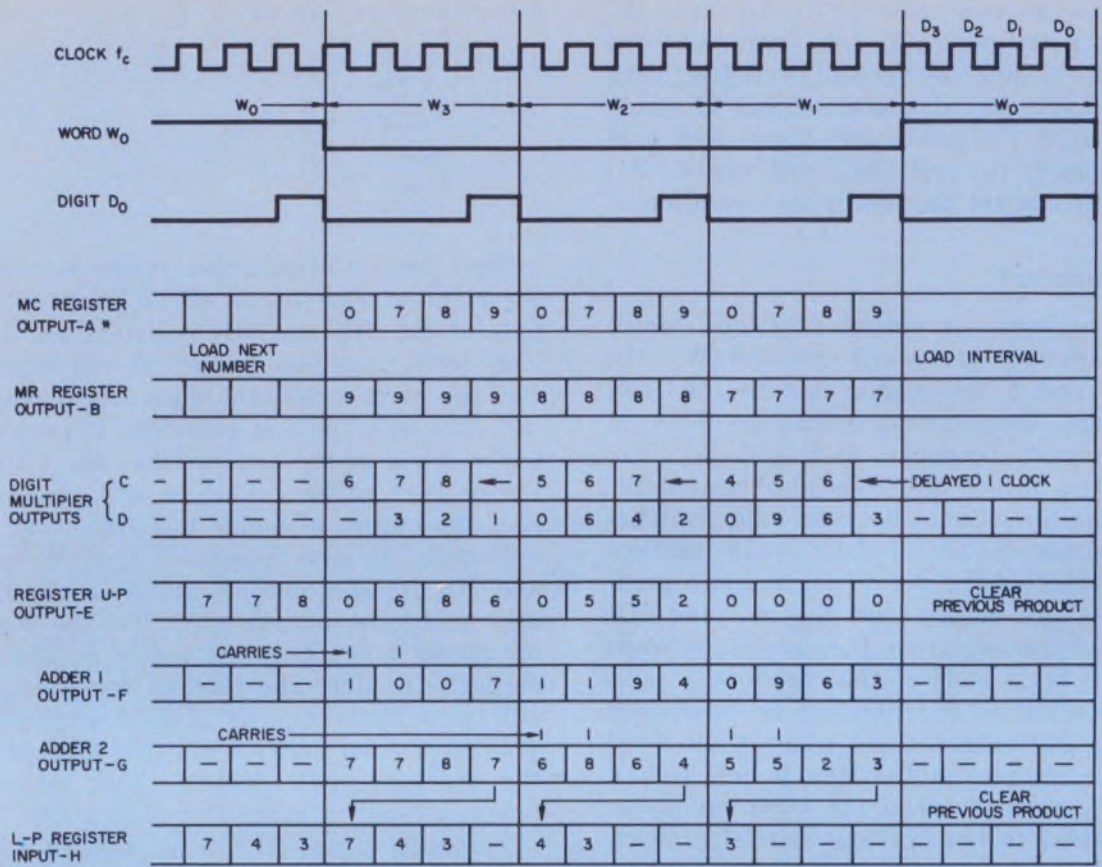 D3 D2 D1 D0
CLOCK fc
W0 W3 W2 W1 W0
WORD W0
DIGIT D0
MC REGISTER
OUTPUT-A * 0 7 8 9 0 7 8 9 0 7 8 9
LOAD NEXT
NUMBER
LOAD INTERVAL
MR REGISTER
OUTPUT-B 9 9 9 9 8 8 8 8 7 7 7 7
DIGIT
MULTIPIER
OUTPUTS
C — — — — 6 7 8 5 6 7 4 5 6 DELAYED 1 CLOCK
D — — — — 3 2 1 0 6 4 2 0 9 6 3 — — — —
REGISTER U-P
OUTPUT-E 7 7 8 0 6 8 6 0 5 5 2 0 0 0 0
CLEAR
PREVIOUS PRODUCT
CARRIES 1 1
ADDER 1
OUTPUT-F — — — 1 0 0 7 1 1 9 4 0 9 6 3 — — — —
CARRIES 1 1 1 1
ADDER 2
OUTPUT-G — — — 7 7 8 7 6 8 6 4 5 5 2 3 — — — —
CLEAR
PREVIOUS PRODUCT
L-P REGISTER
INPUT-H 7 4 3 7 4 3 — 4 3 — — 3 — — — — — — —